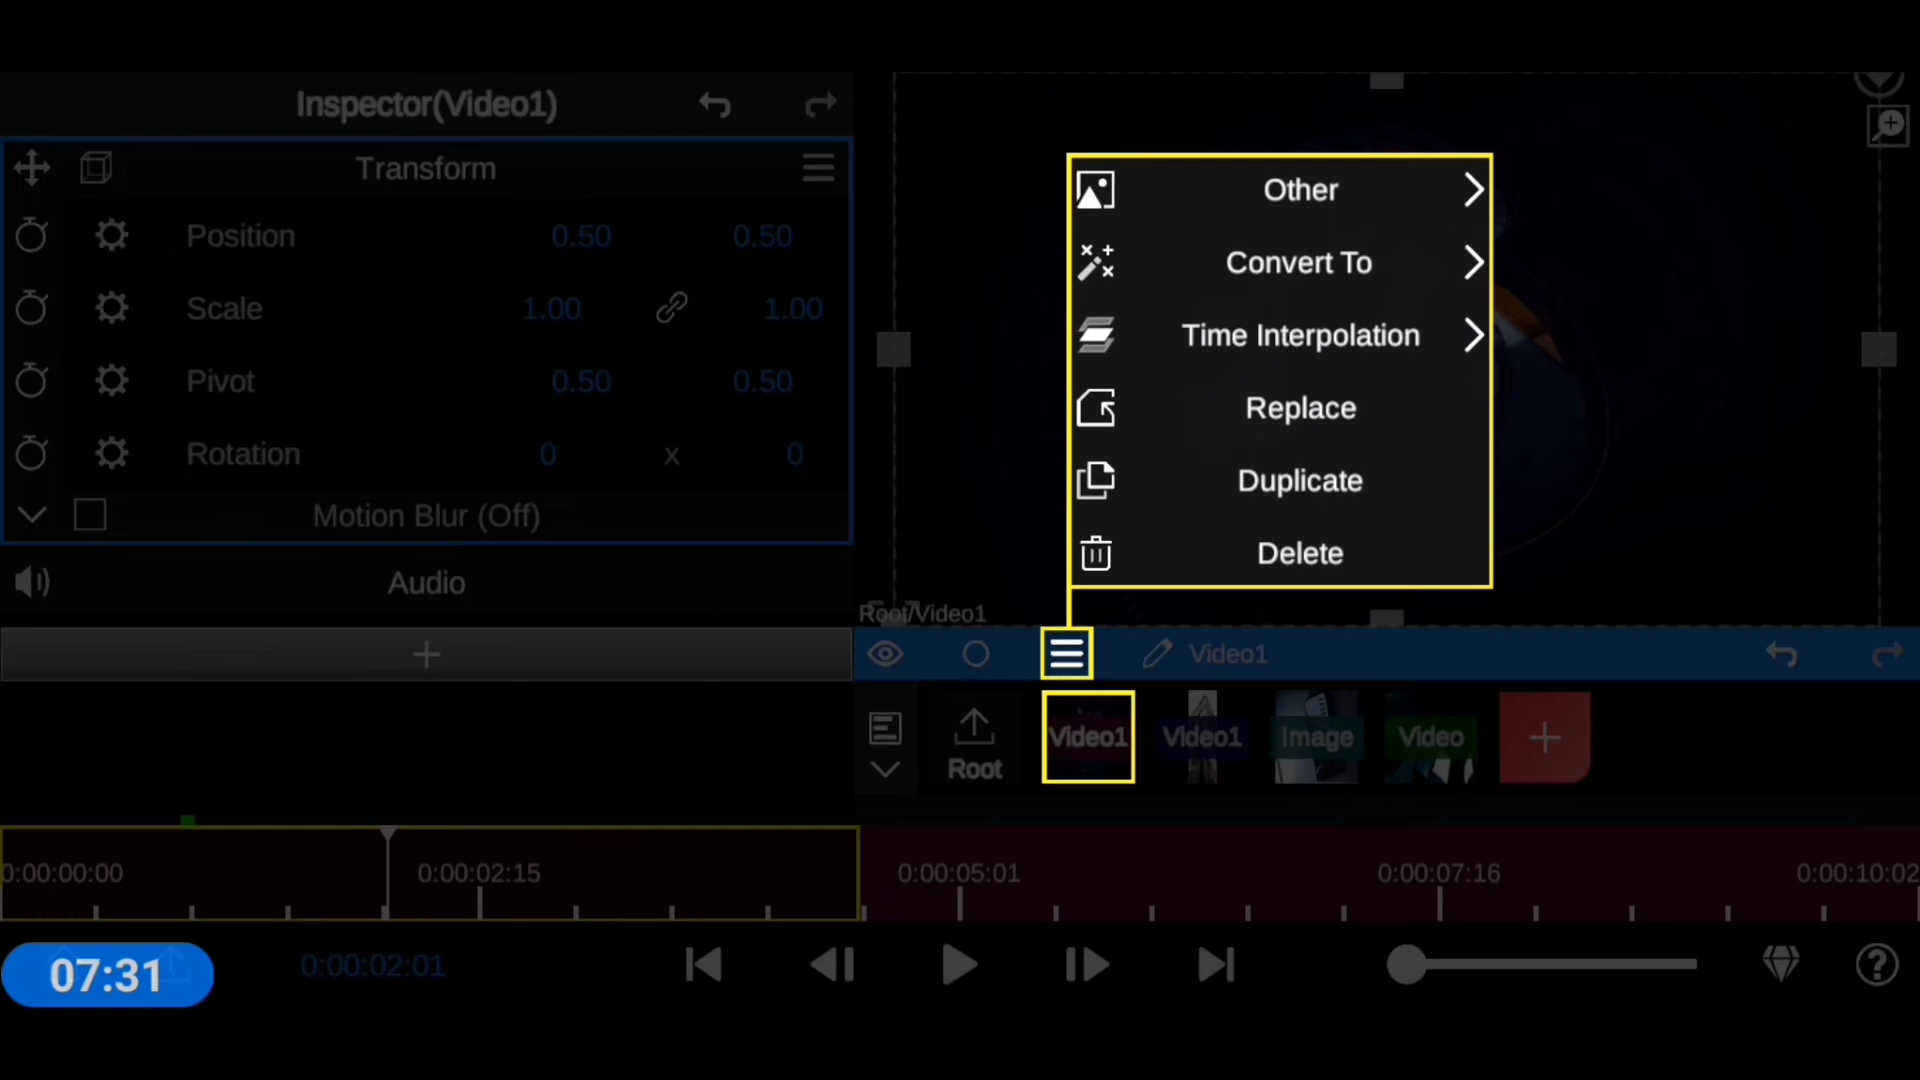 Inspector(Video1)
Transform
Position 0.50 0.50
Scale 1.00 1.00
Pivot 0.50 0.50
Rotation 0 x 0
Motion Blur (Off)
Audio
+
Other
Convert To
Time Interpolation
Replace
Duplicate
Delete
Root/Video1
Video1
Root
Video1
Video1
Image
Video
+
0:00:00:00 0:00:02:15 0:00:05:01 0:00:07:16 0:00:10:02
07:31
0:00:02:01
?